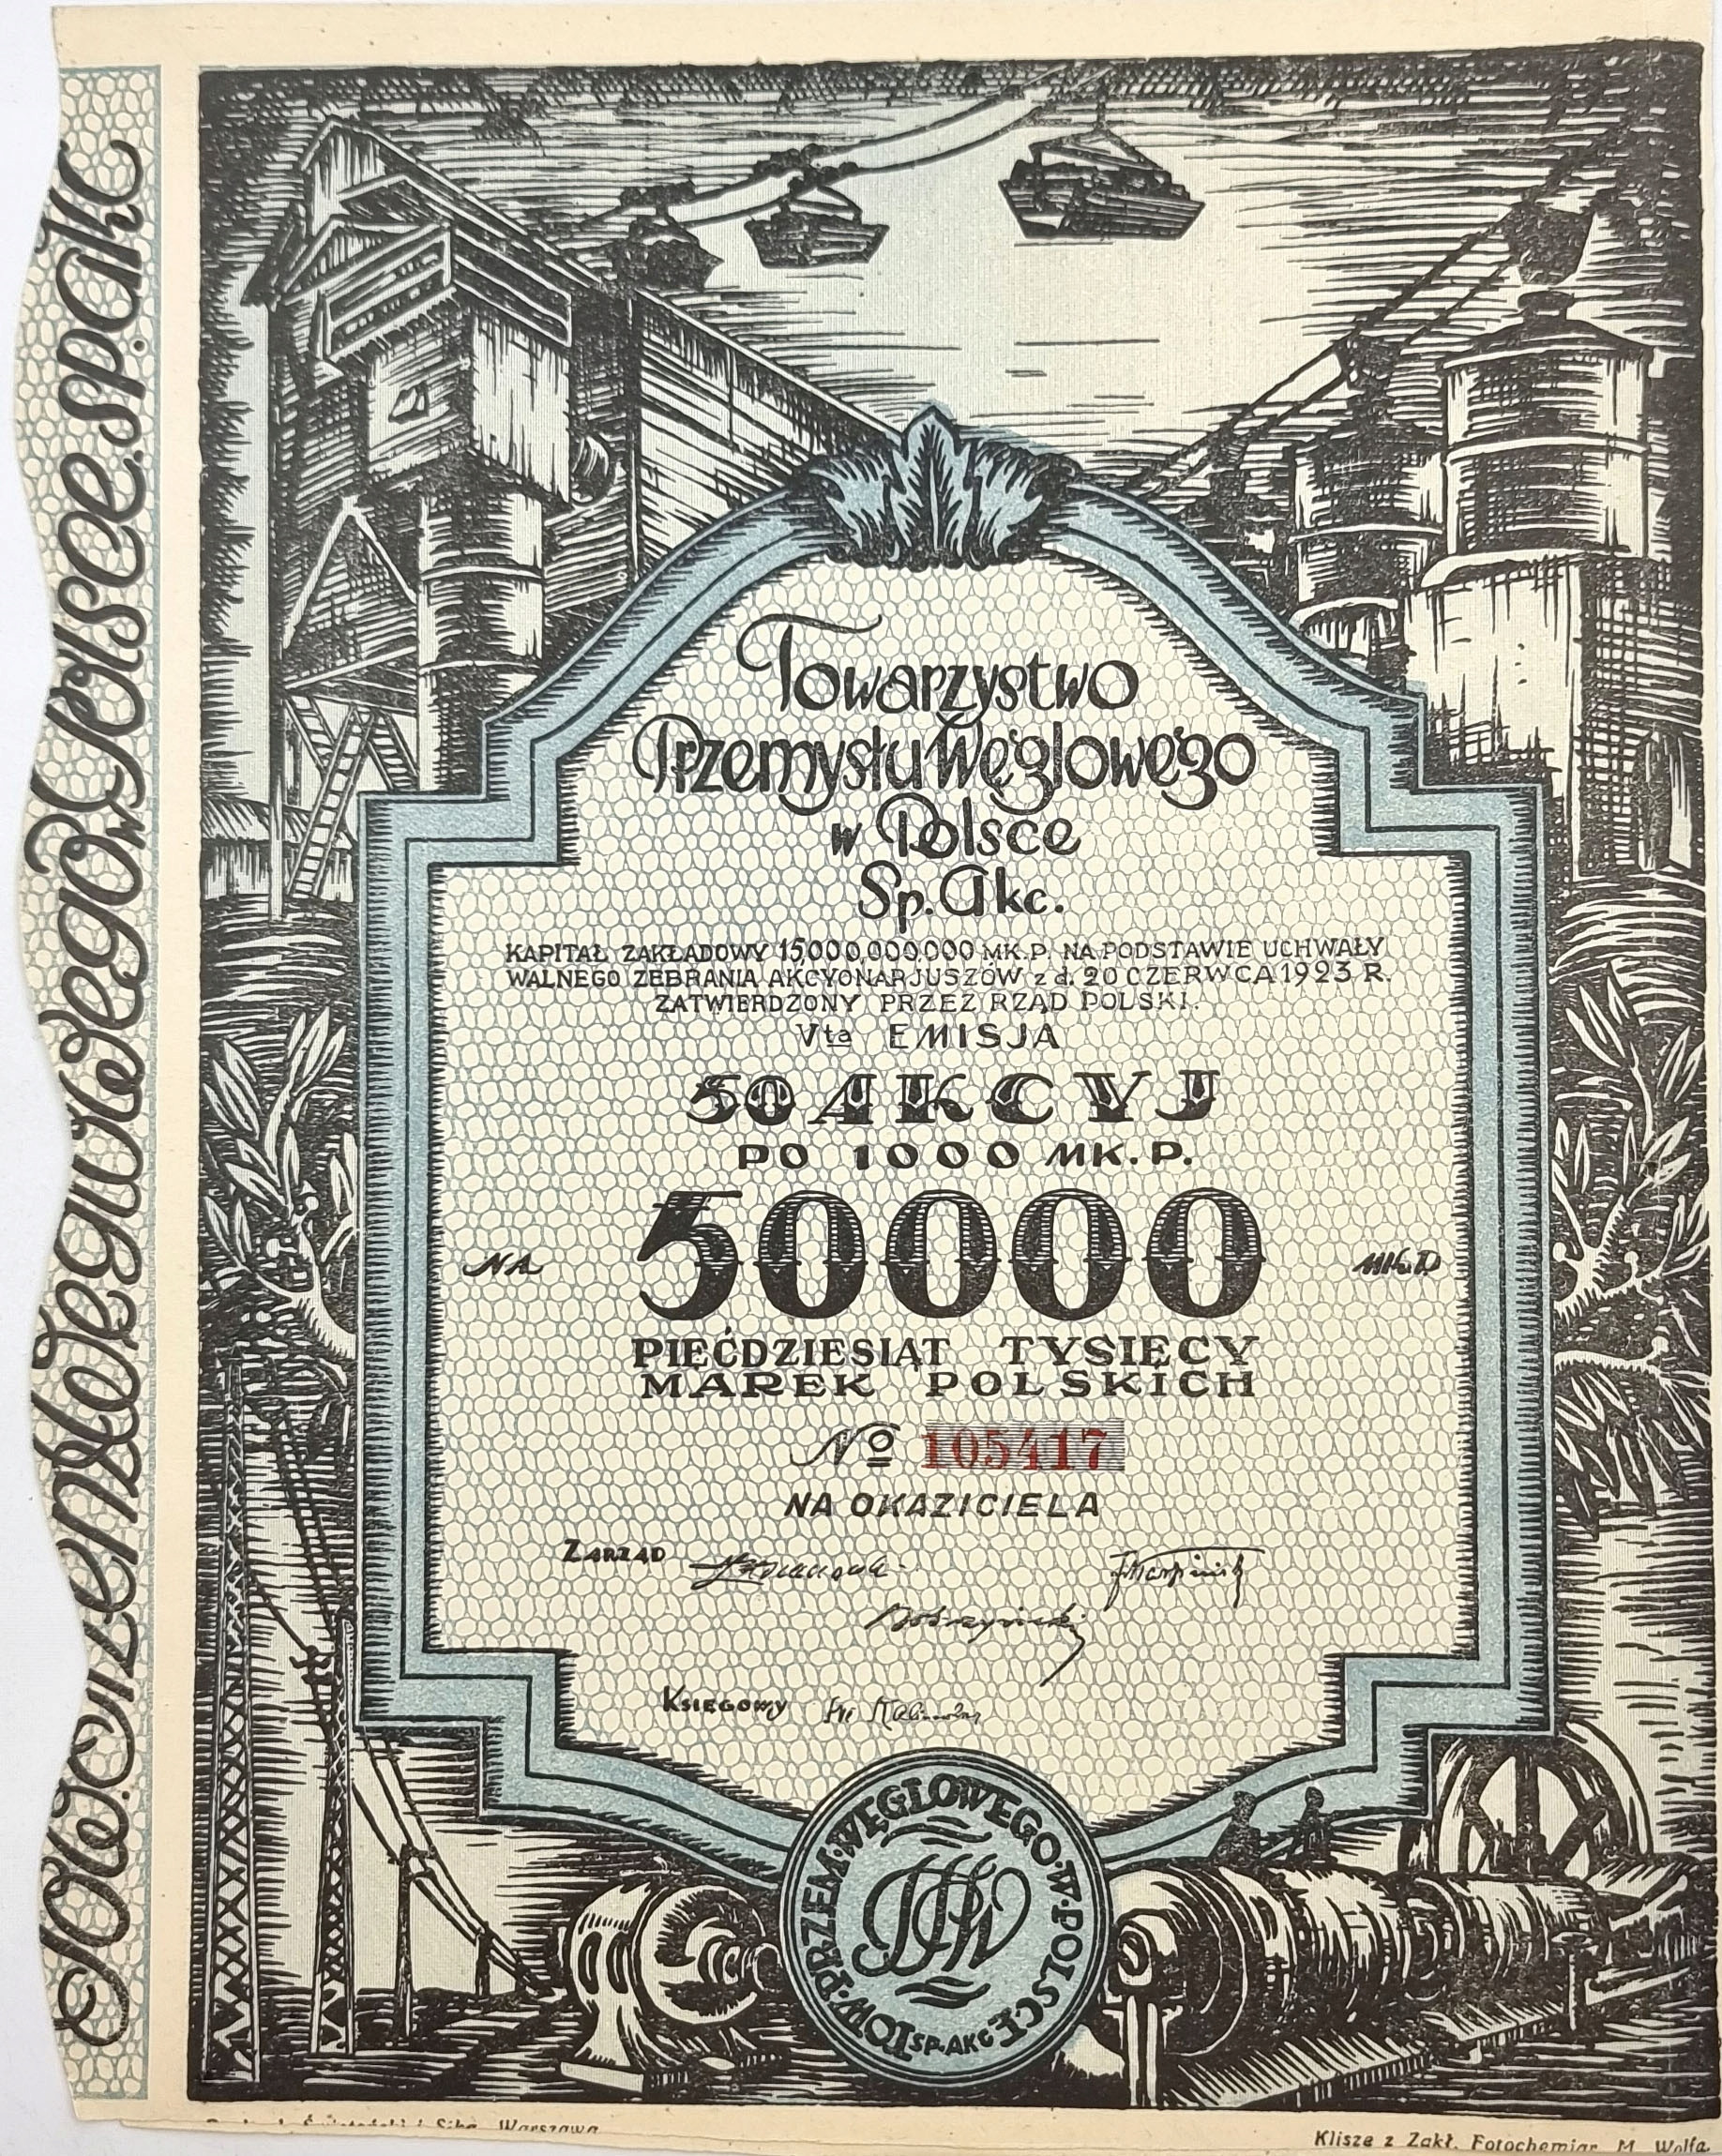 Tow. Przem. Węglowego w Polsce sp. akc
Towarzystwo
Przemysłu Węglowego
w Polsce
Sp. Akc.
KAPITAŁ ZAKŁADOWY 15,000,000,000 MK.P. NA PODSTAWIE UCHWAŁY
WALNEGO ZEBRANIA AKCYONARJUSZÓW z d. 20 CZERWCA 1923 R.
ZATWIERDZONY PRZEZ RZĄD POLSKI.
Vta EMISJA
50 AKCYJ
PO 1000 MK.P.
NA 50000 MK.P.
PIĘĆDZIESIĄT TYSIĘCY
MAREK POLSKICH
No 105417
NA OKAZICIELA
ZARZĄD
KSIĘGOWY
TOW. PRZEM. WĘGLOWEGO W POLSCE
TPW
SP. AKC
Warszawa
Klisze z Zakł. Fotochemigr. M. Wolfa